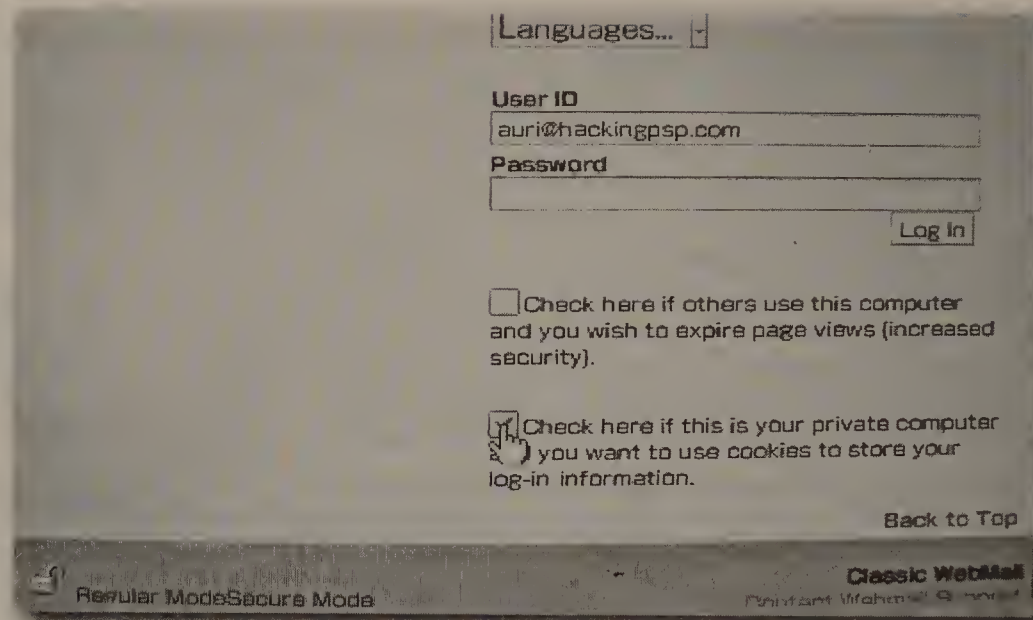 Languages...
User ID
auri@hackingpsp.com
Password
Log In
Check here if others use this computer
and you wish to expire page views (increased
security).
Check here if this is your private computer
you want to use cookies to store your
log-in information.
Back to Top
Classic WebMail
Regular ModeSecure Mode